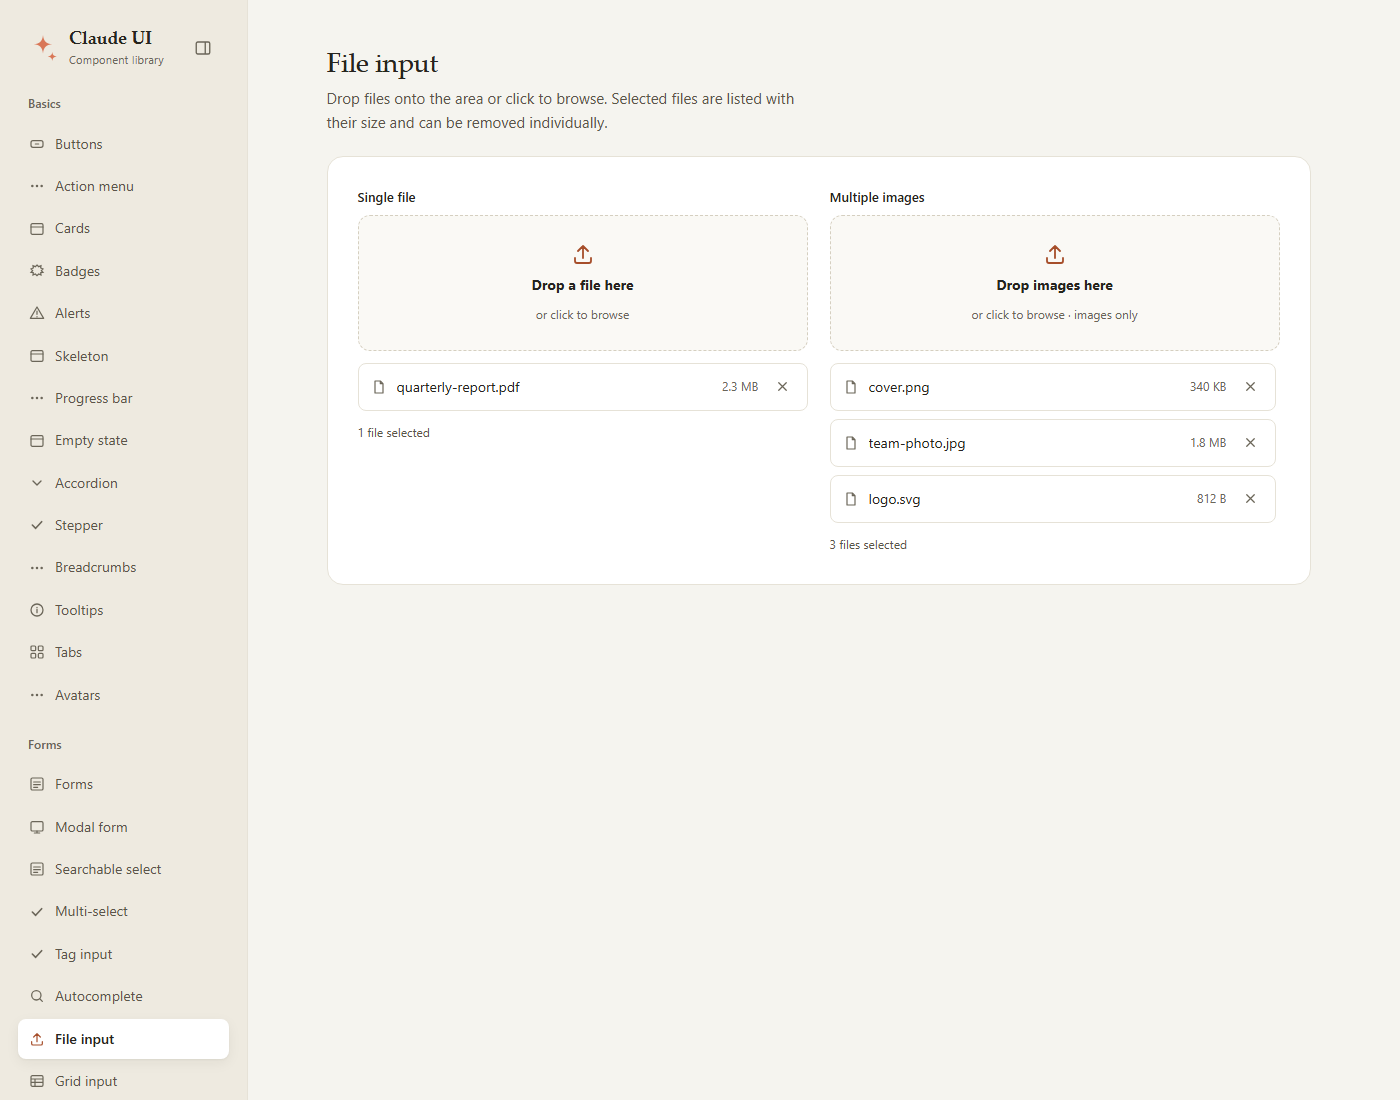 Claude UI
Component library
Basics
Buttons
Action menu
Cards
Badges
Alerts
Skeleton
Progress bar
Empty state
Accordion
Stepper
Breadcrumbs
Tooltips
Tabs
Avatars
Forms
Forms
Modal form
Searchable select
Multi-select
Tag input
Autocomplete
File input
Grid input
File input
Drop files onto the area or click to browse. Selected files are listed with
their size and can be removed individually.
Single file
Drop a file here
or click to browse
quarterly-report.pdf 2.3 MB
1 file selected
Multiple images
Drop images here
or click to browse · images only
cover.png 340 KB
team-photo.jpg 1.8 MB
logo.svg 812 B
3 files selected